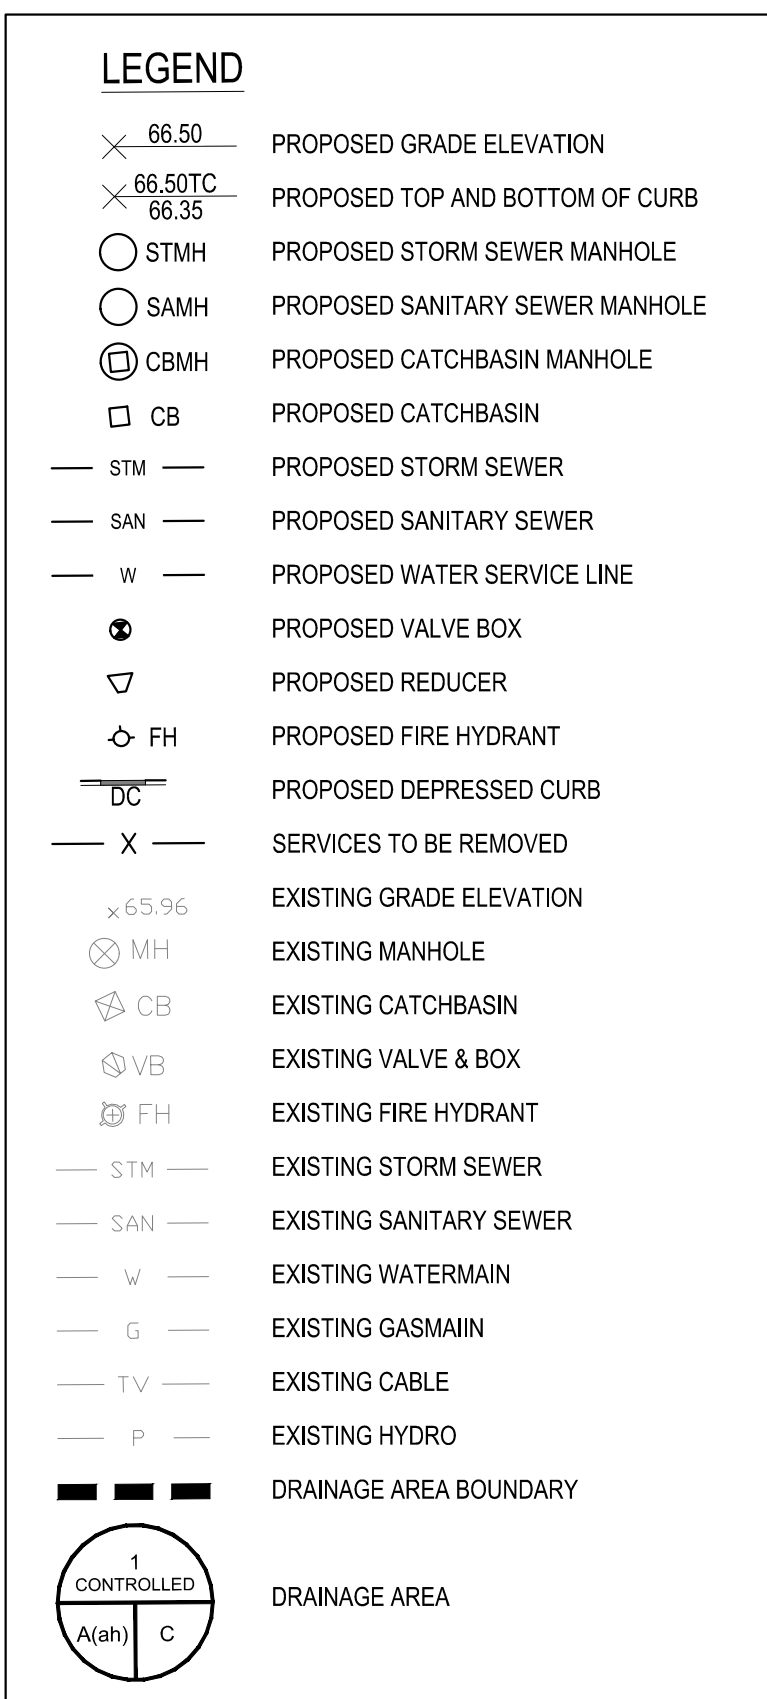 LEGEND
66.50 PROPOSED GRADE ELEVATION
66.50TC
66.35 PROPOSED TOP AND BOTTOM OF CURB
STMH PROPOSED STORM SEWER MANHOLE
SAMH PROPOSED SANITARY SEWER MANHOLE
CBMH PROPOSED CATCHBASIN MANHOLE
CB PROPOSED CATCHBASIN
STM PROPOSED STORM SEWER
SAN PROPOSED SANITARY SEWER
W PROPOSED WATER SERVICE LINE
PROPOSED VALVE BOX
PROPOSED REDUCER
FH PROPOSED FIRE HYDRANT
DC PROPOSED DEPRESSED CURB
X SERVICES TO BE REMOVED
x65.96 EXISTING GRADE ELEVATION
MH EXISTING MANHOLE
CB EXISTING CATCHBASIN
VB EXISTING VALVE & BOX
FH EXISTING FIRE HYDRANT
STM EXISTING STORM SEWER
SAN EXISTING SANITARY SEWER
W EXISTING WATERMAIN
G EXISTING GASMAIIN
TV EXISTING CABLE
P EXISTING HYDRO
DRAINAGE AREA BOUNDARY
1
CONTROLLED
A(ah) C
DRAINAGE AREA